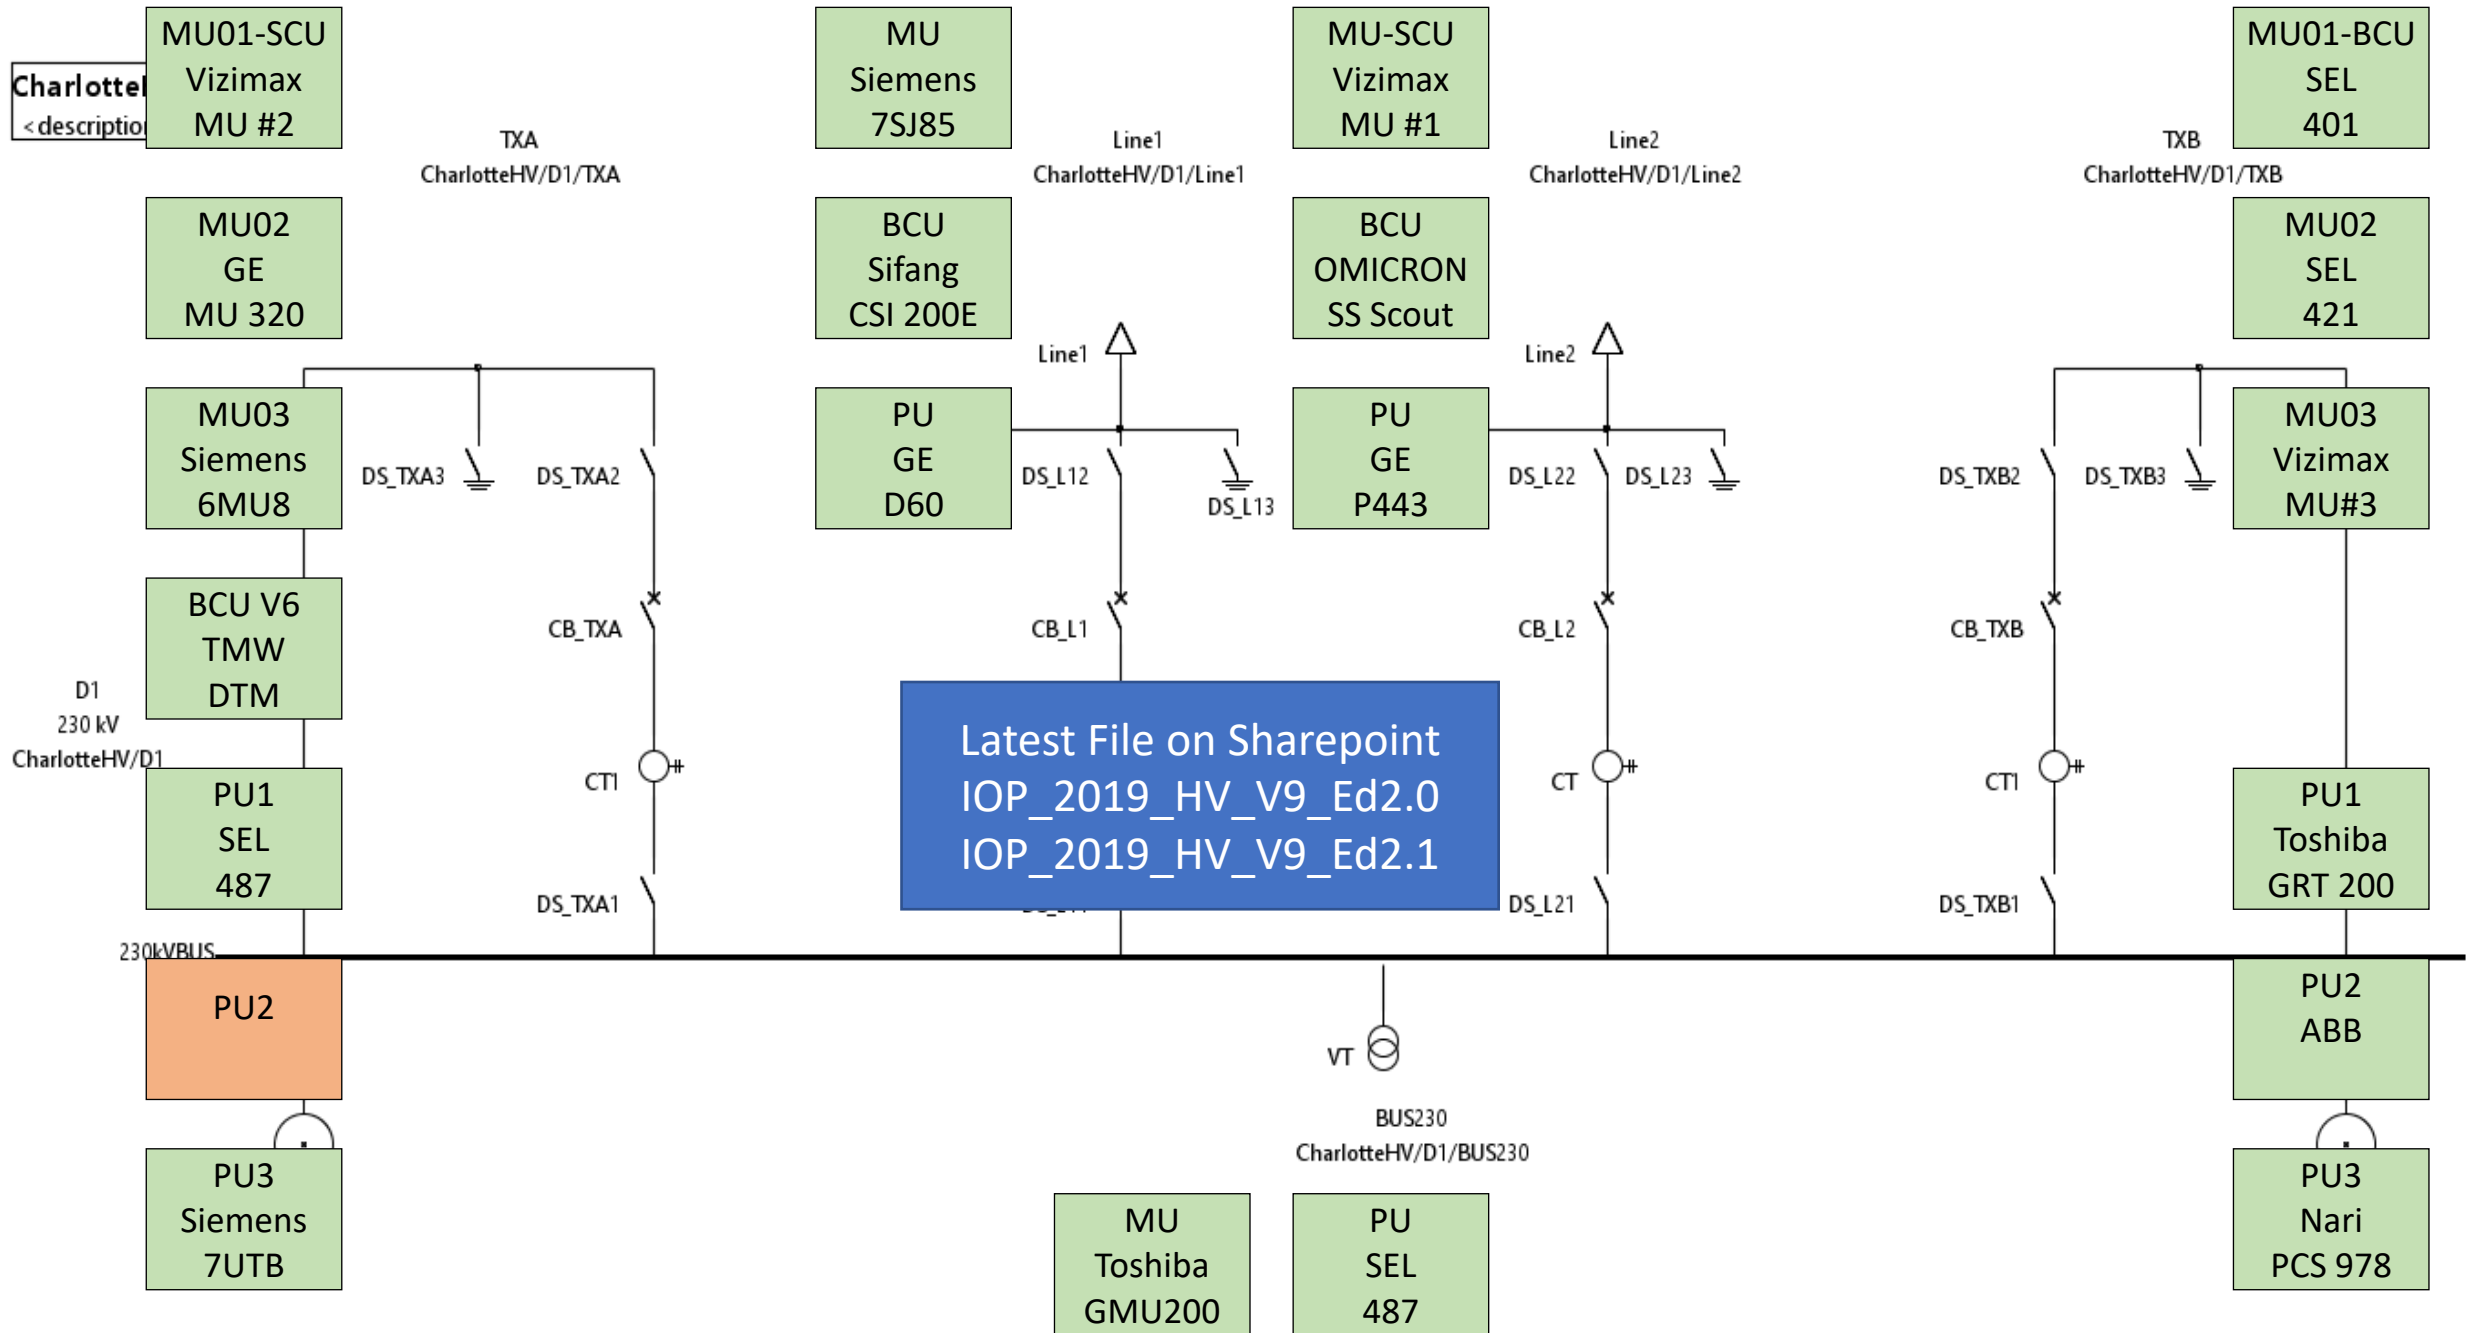 MU01-SCU
Vizimax
MU #2
MU
Siemens
7SJ85
MU-SCU
Vizimax
MU #1
MU01-BCU
SEL
401
TXA
CharlotteHV/D1/TXA
Line1
CharlotteHV/D1/Line1
Line2
CharlotteHV/D1/Line2
TXB
CharlotteHV/D1/TXB
MU02
GE
MU 320
BCU
Sifang
CSI 200E
BCU
OMICRON
SS Scout
MU02
SEL
421
Line1
Line2
MU03
Siemens
6MU8
DS_TXA3
DS_TXA2
PU
GE
D60
DS_L12
DS_L13
PU
GE
P443
DS_L22
DS_L23
DS_TXB2
DS_TXB3
MU03
Vizimax
MU#3
BCU V6
TMW
DTM
CB_TXA
CB_L1
CB_L2
CB_TXB
D1
230 kV
CharlotteHV/D1
Latest File on Sharepoint
IOP_2019_HV_V9_Ed2.0
IOP_2019_HV_V9_Ed2.1
CT1
CT
CT1
PU1
SEL
487
PU1
Toshiba
GRT 200
DS_TXA1
DS_L21
DS_TXB1
230kVBUS
PU2
PU2
ABB
VT
BUS230
CharlotteHV/D1/BUS230
PU3
Siemens
7UTB
MU
Toshiba
GMU200
PU
SEL
487
PU3
Nari
PCS 978